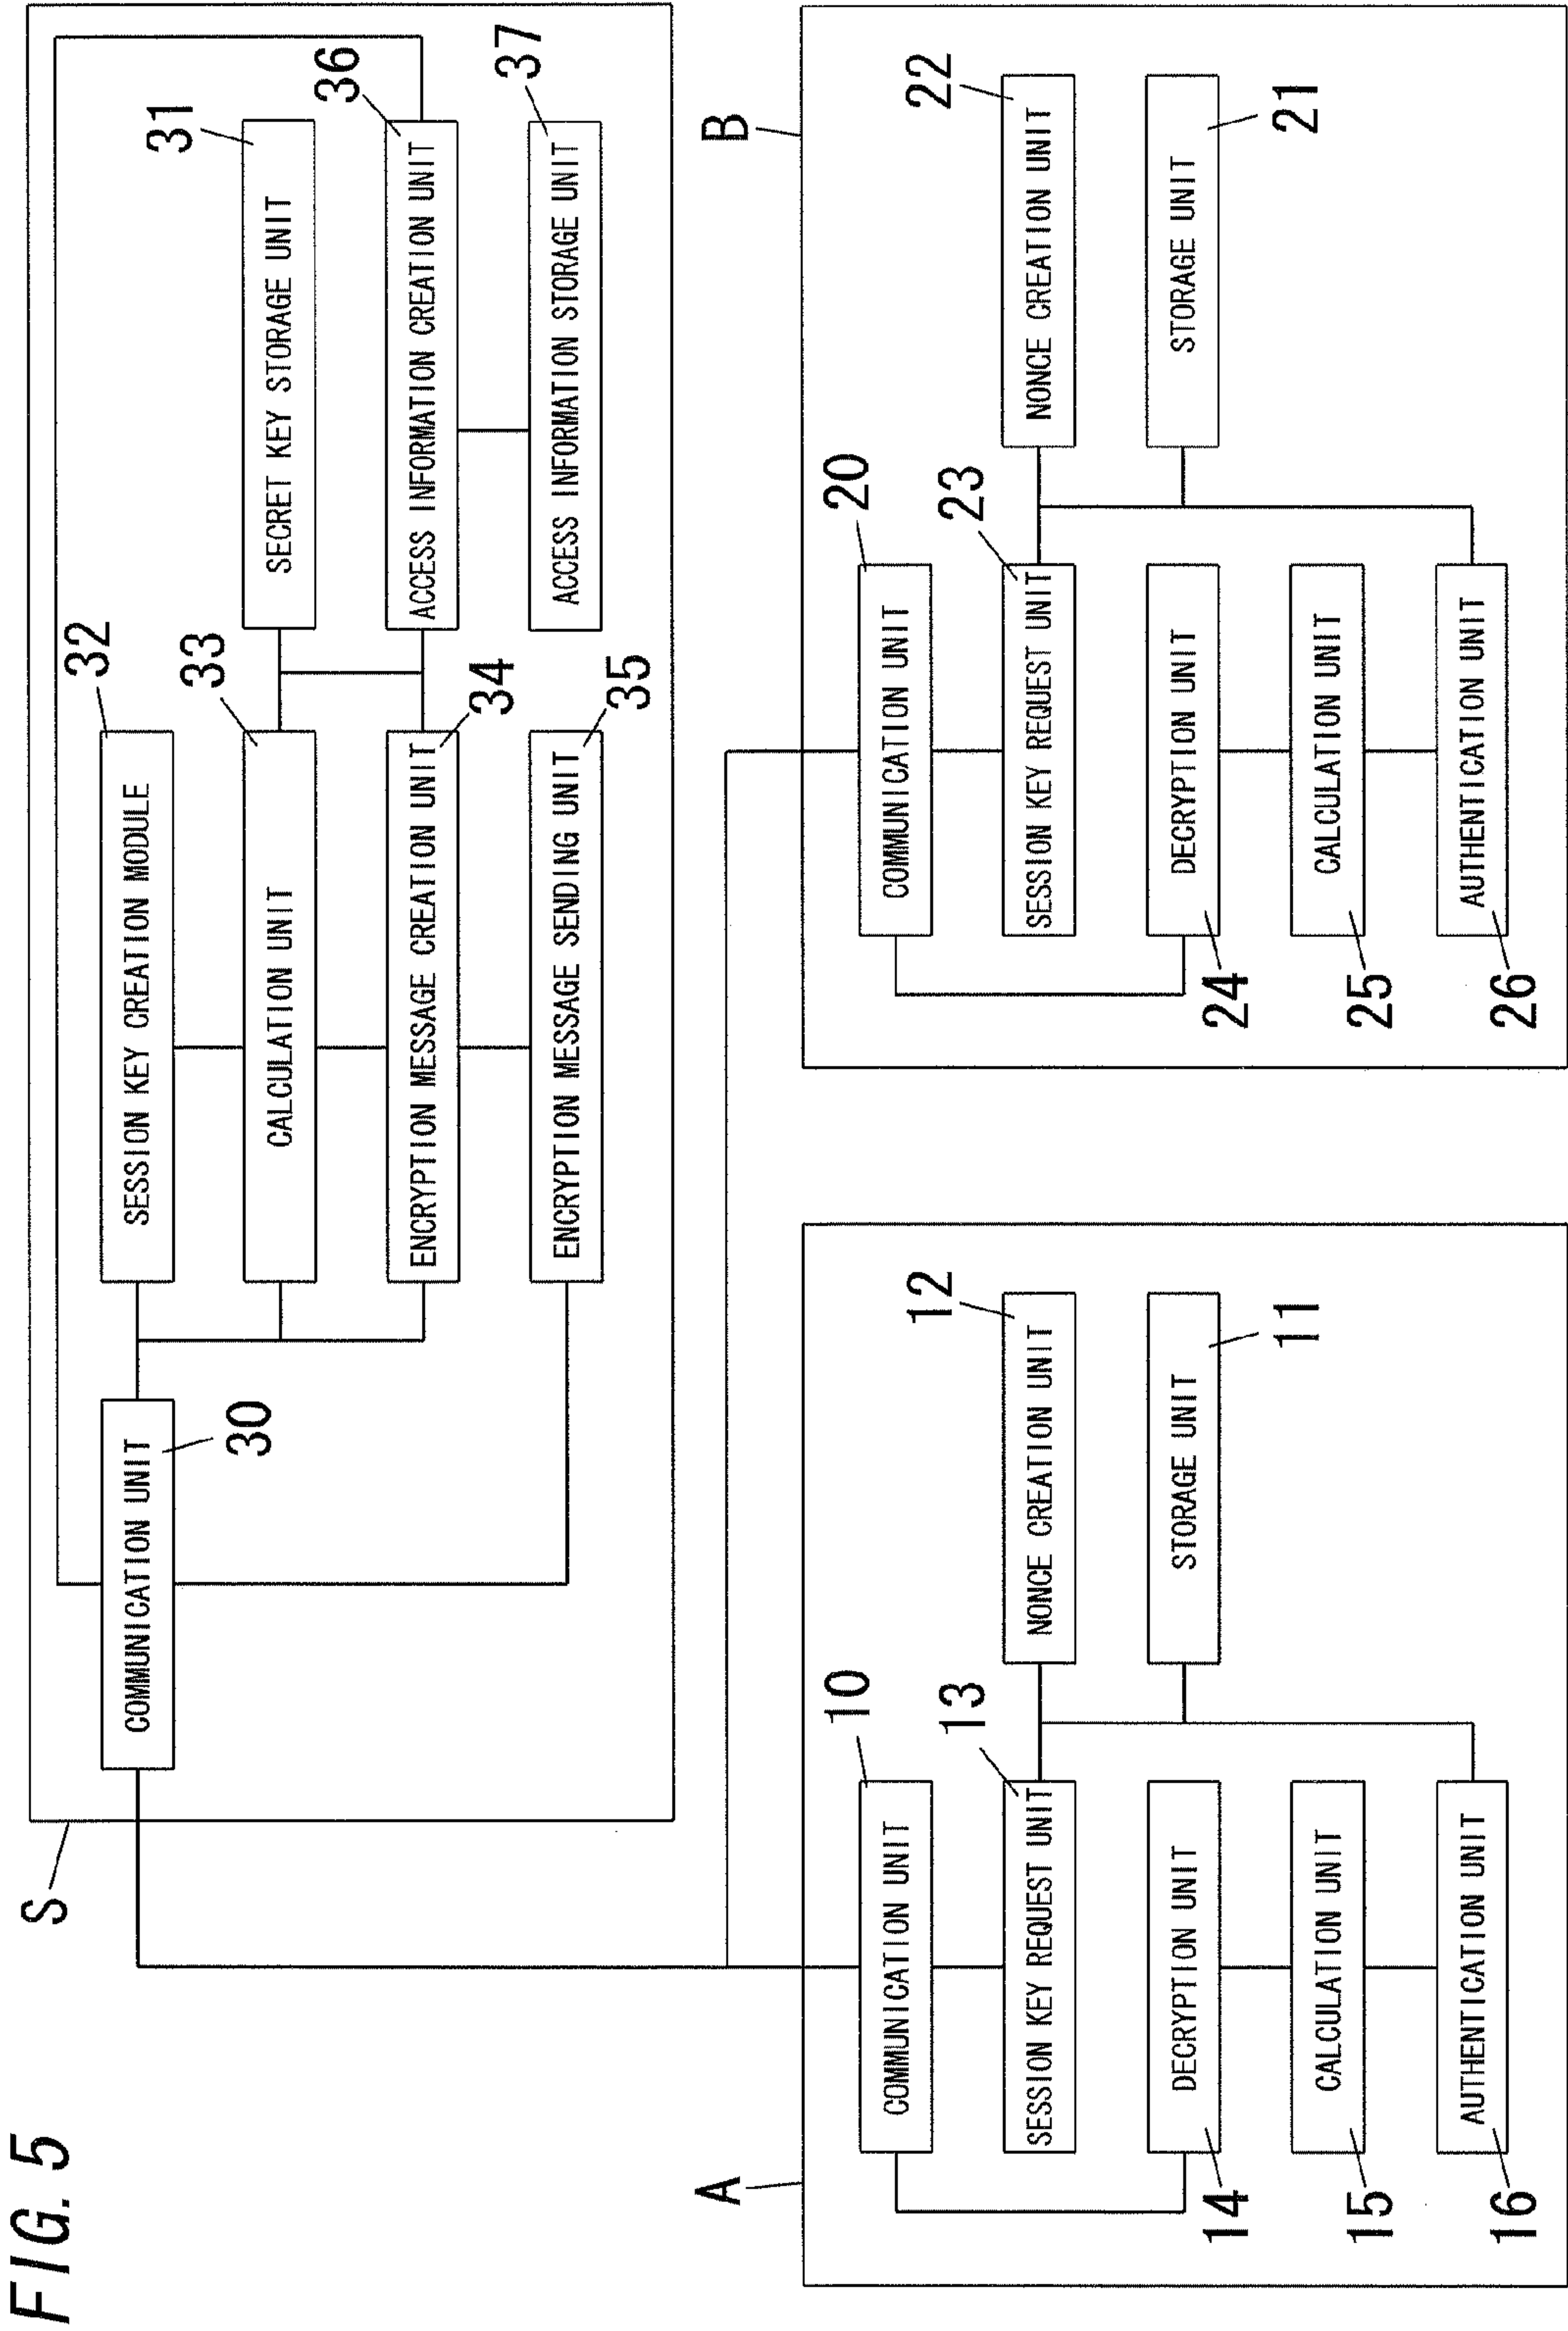 FIG. 5
S
COMMUNICATION UNIT
30
SESSION KEY CREATION MODULE
32
CALCULATION UNIT
33
ENCRYPTION MESSAGE CREATION UNIT
34
ENCRYPTION MESSAGE SENDING UNIT
35
SECRET KEY STORAGE UNIT
31
ACCESS INFORMATION CREATION UNIT
36
ACCESS INFORMATION STORAGE UNIT
37
A
COMMUNICATION UNIT
10
SESSION KEY REQUEST UNIT
13
DECRYPTION UNIT
14
CALCULATION UNIT
15
AUTHENTICATION UNIT
16
NONCE CREATION UNIT
12
STORAGE UNIT
11
B
COMMUNICATION UNIT
20
SESSION KEY REQUEST UNIT
23
DECRYPTION UNIT
24
CALCULATION UNIT
25
AUTHENTICATION UNIT
26
NONCE CREATION UNIT
22
STORAGE UNIT
21